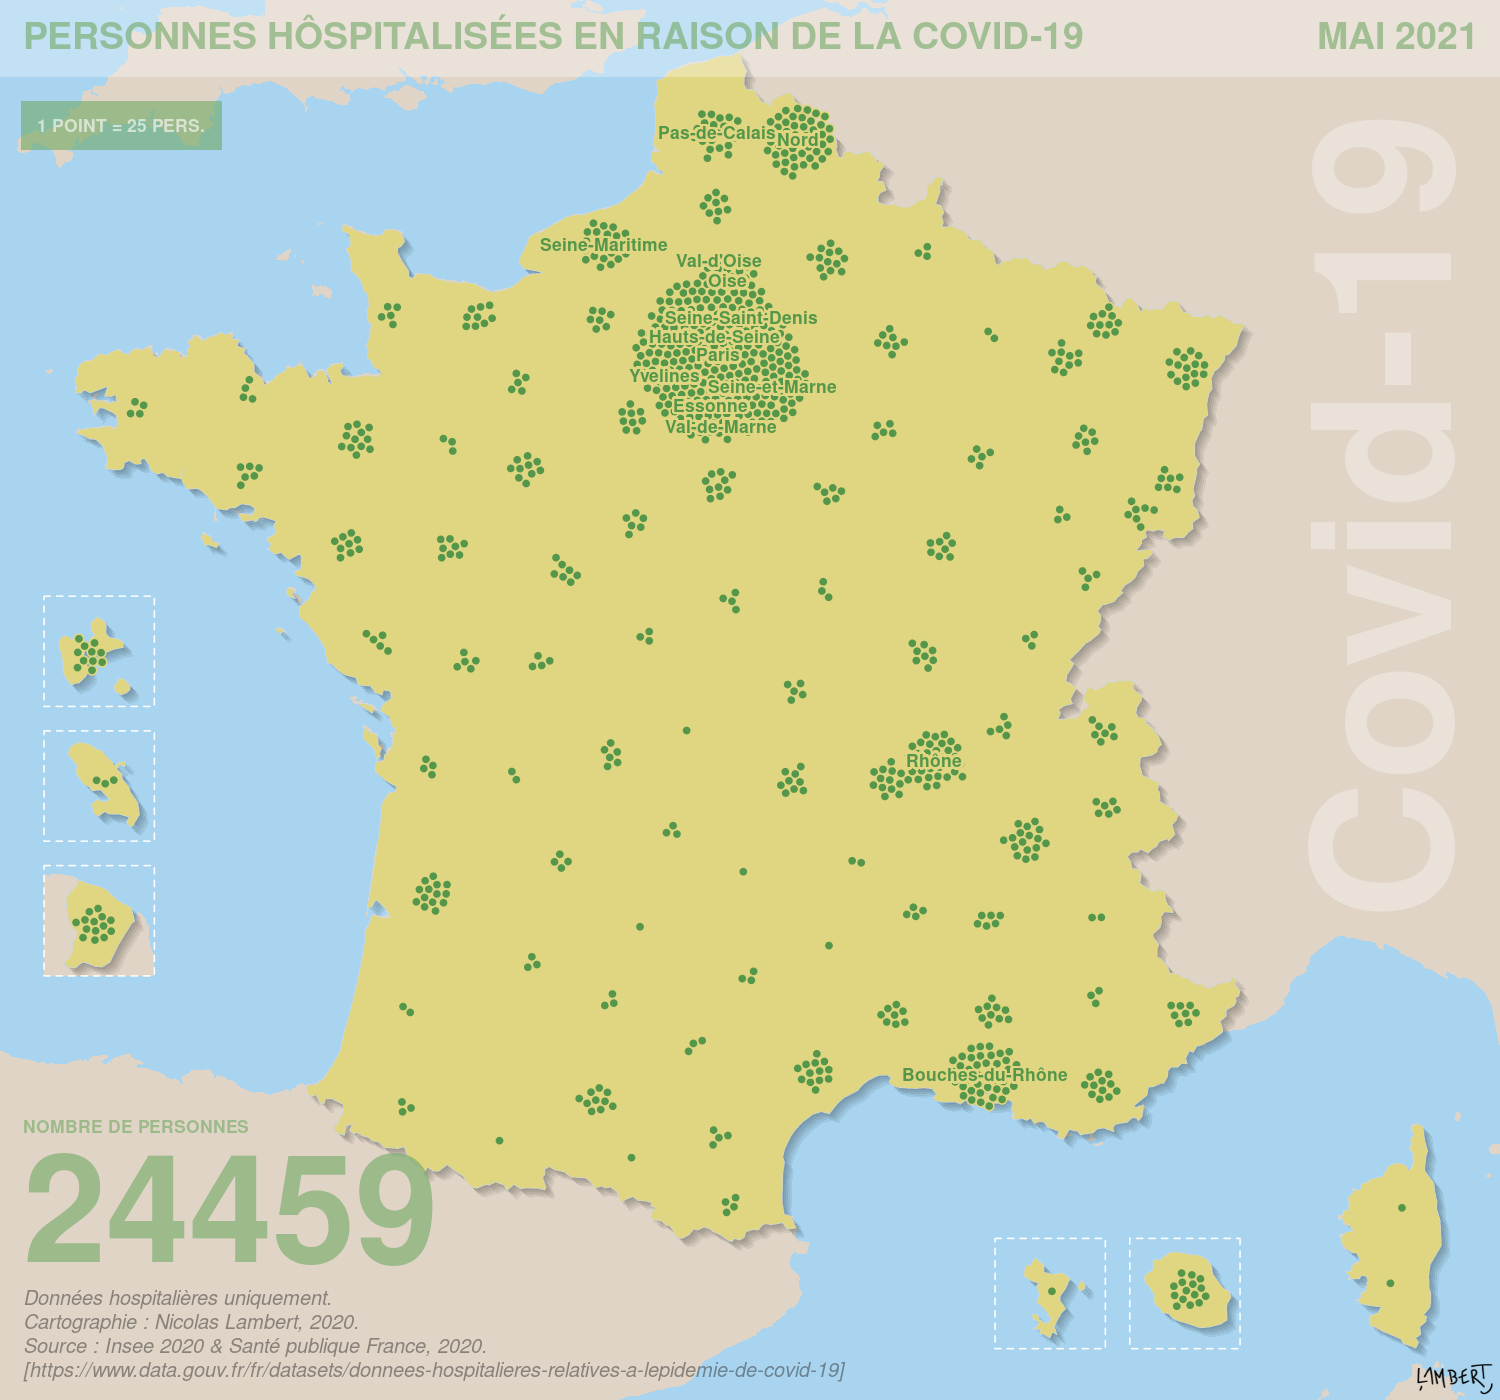 PERSONNES HÔSPITALISÉES EN RAISON DE LA COVID-19
MAI 2021
1 POINT = 25 PERS.
Covid-19
Pas-de-Calais
Nord
Seine-Maritime
Val-d'Oise
Oise
Seine-Saint-Denis
Hauts-de-Seine
Paris
Yvelines
Seine-et-Marne
Essonne
Val-de-Marne
Rhône
Bouches-du-Rhône
NOMBRE DE PERSONNES
24459
Données hospitalières uniquement.
Cartographie : Nicolas Lambert, 2020.
Source : Insee 2020 & Santé publique France, 2020.
[https://www.data.gouv.fr/fr/datasets/donnees-hospitalieres-relatives-a-lepidemie-de-covid-19]
LAMBERT